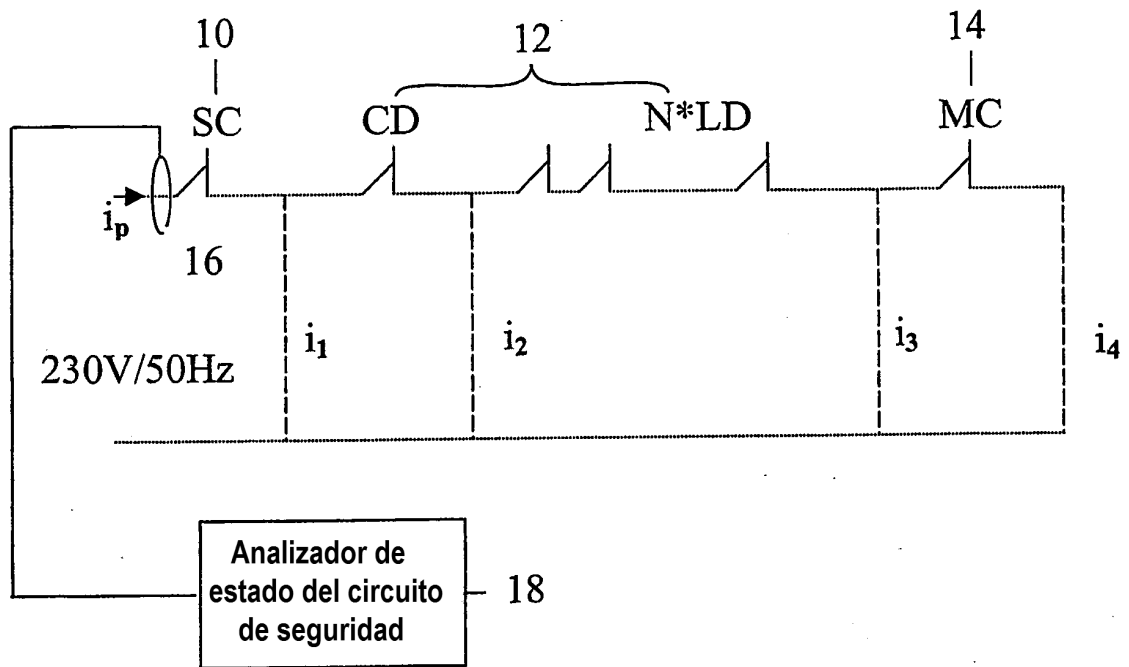 10
12
14
SC
CD
N*LD
MC
ip
16
i1
i2
i3
i4
230V/50Hz
Analizador de
estado del circuito
de seguridad
18